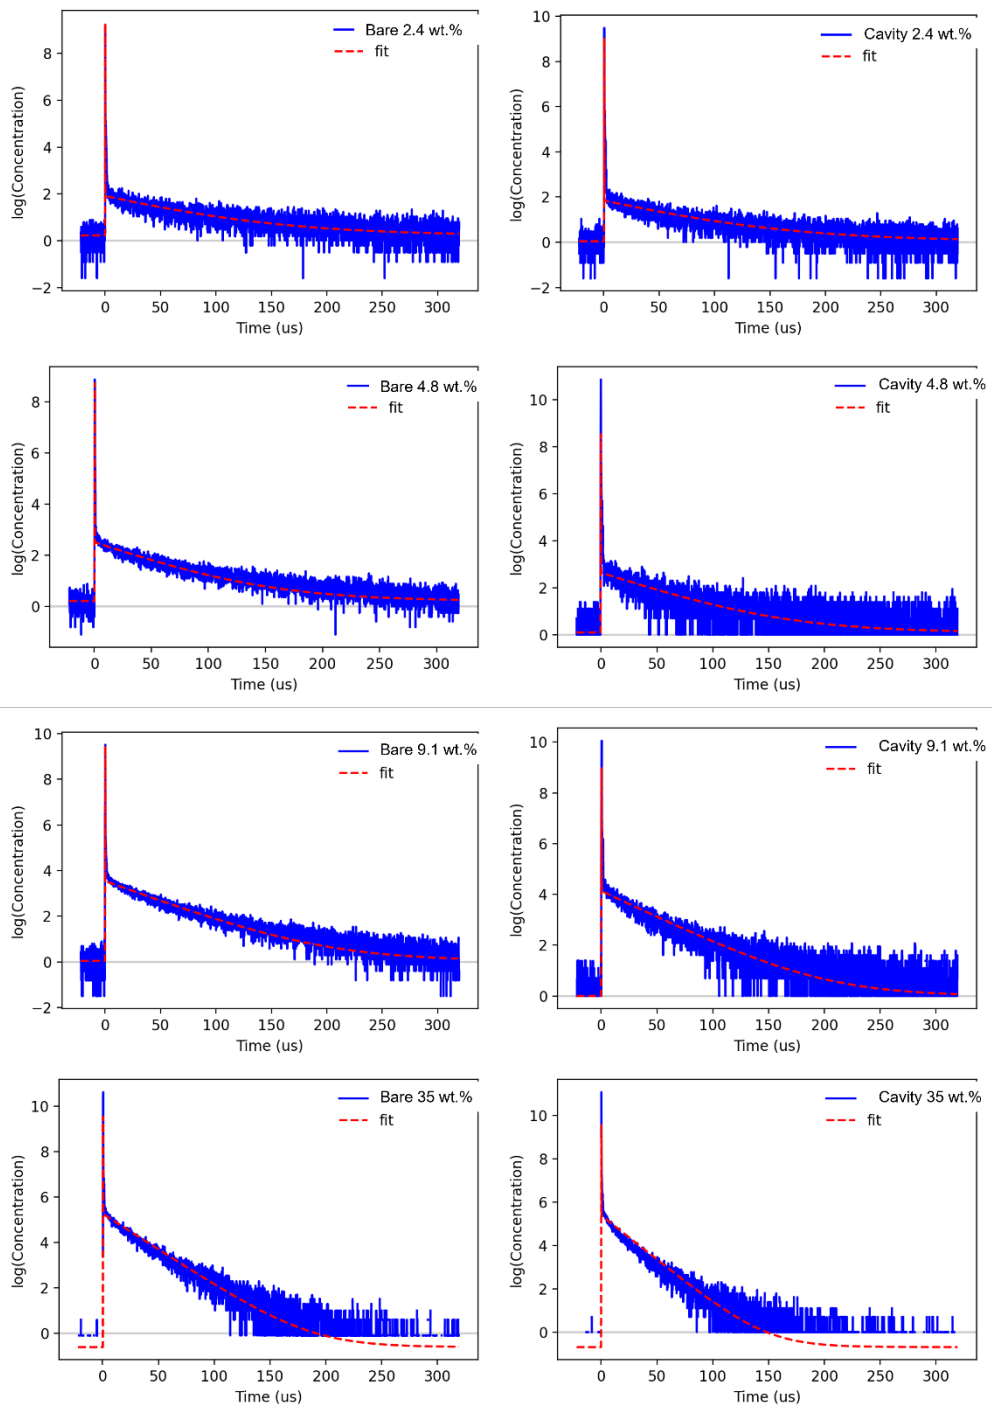 Bare 2.4 wt.%
fit
log(Concentration)
8
6
4
2
0
−2
0 50 100 150 200 250 300
Time (us)
Cavity 2.4 wt.%
fit
log(Concentration)
10
8
6
4
2
0
−2
0 50 100 150 200 250 300
Time (us)
Bare 4.8 wt.%
fit
log(Concentration)
8
6
4
2
0
0 50 100 150 200 250 300
Time (us)
Cavity 4.8 wt.%
fit
log(Concentration)
10
8
6
4
2
0
0 50 100 150 200 250 300
Time (us)
Bare 9.1 wt.%
fit
log(Concentration)
10
8
6
4
2
0
−2
0 50 100 150 200 250 300
Time (us)
Cavity 9.1 wt.%
fit
log(Concentration)
10
8
6
4
2
0
0 50 100 150 200 250 300
Time (us)
Bare 35 wt.%
fit
log(Concentration)
10
8
6
4
2
0
0 50 100 150 200 250 300
Time (us)
Cavity 35 wt.%
fit
log(Concentration)
10
8
6
4
2
0
0 50 100 150 200 250 300
Time (us)